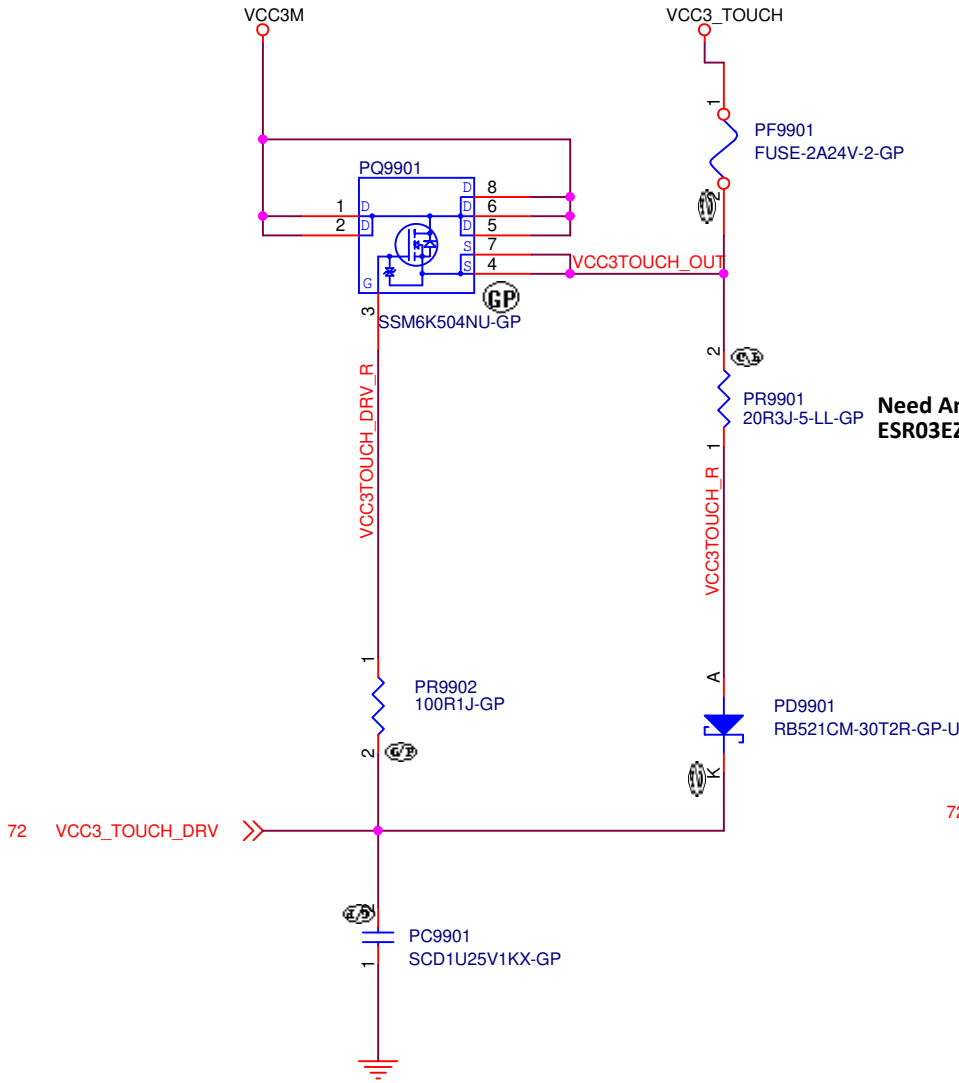 VCC3M
VCC3_TOUCH
1
PF9901
FUSE-2A24V-2-GP
2
PQ9901
D
8
1
D
D
6
2
D
D
5
S
7
S
4
G
VCC3TOUCH_OUT
GP
3
SSM6K504NU-GP
VCC3TOUCH_DRV_R
2
PR9901
20R3J-5-LL-GP
Need
ESR03EZ
1
VCC3TOUCH_R
1
PR9902
100R1J-GP
2
A
PD9901
RB521CM-30T2R-GP-U
K
72
72 VCC3_TOUCH_DRV
2
PC9901
SCD1U25V1KX-GP
1